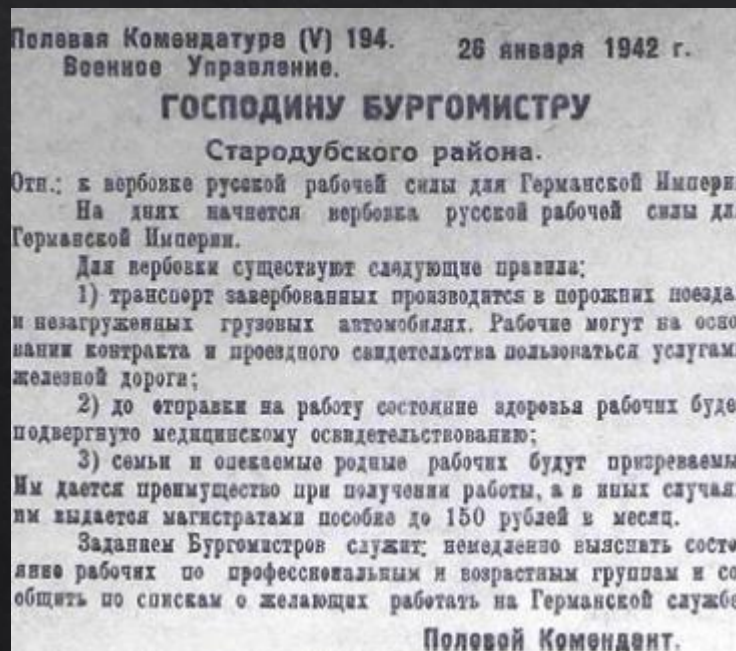 Полевая Комендатура (V) 194.
26 января 1942 г.
Военное Управление.
ГОСПОДИНУ БУРГОМИСТРУ
Стародубского района.
Отн.: к вербовке русской рабочей силы для Германской Импери
На днях начнется вербовка русской рабочей силы дл
Германской Империи.
Для вербовки существуют следующие правила:
1) транспорт завербованных производится в порожних поезда
и незагруженных грузовых автомобилях. Рабочие могут на осно
вании контракта и проездного свидетельства пользоваться услугам
железной дороги;
2) до отправки на работу состояние здоровья рабочих буде
подвергнуто медицинскому освидетельствованию;
3) семьи и опекаемые родные рабочих будут призреваемы
Им дается преимущество при получении работы, а в иных случая
им выдается магистратами пособие до 150 рублей в месяц.
Заданием Бургомистров служит: немедленно выяснить состо
яние рабочих по профессиональным и возрастным группам и со
общить по спискам о желающих работать на Германской службе
Полевой Комендант.